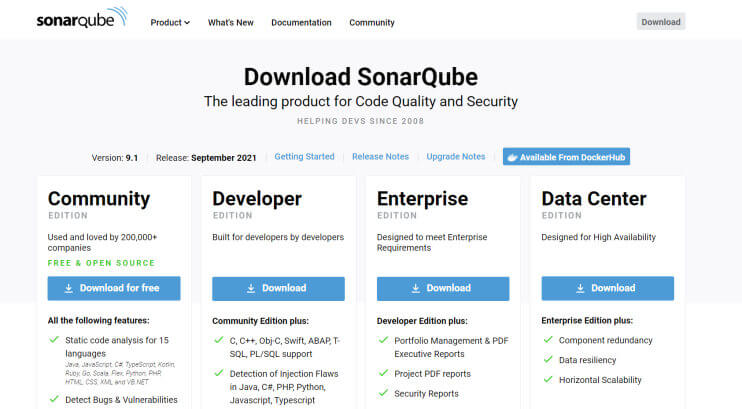 sonarqube
Product
What's New
Documentation
Community
Download
Download SonarQube
The leading product for Code Quality and Security
HELPING DEVS SINCE 2008
Version: 9.1
Release: September 2021
Getting Started
Release Notes
Upgrade Notes
Available From DockerHub
Community
EDITION
Used and loved by 200,000+
companies
FREE & OPEN SOURCE
Download for free
All the following features:
Static code analysis for 15
languages
Java, JavaScript, C#, TypeScript, Kotlin,
Ruby, Go, Scala, Flex, Python, PHP,
HTML, CSS, XML and VB.NET
Detect Bugs & Vulnerabilities
Developer
EDITION
Built for developers by developers
Download
Community Edition plus:
C, C++, Obj-C, Swift, ABAP, T-
SQL, PL/SQL support
Detection of Injection Flaws
in Java, C#, PHP, Python,
Javascript, Typescript
Enterprise
EDITION
Designed to meet Enterprise
Requirements
Download
Developer Edition plus:
Portfolio Management & PDF
Executive Reports
Project PDF reports
Security Reports
Data Center
EDITION
Designed for High Availability
Download
Enterprise Edition plus:
Component redundancy
Data resiliency
Horizontal Scalability